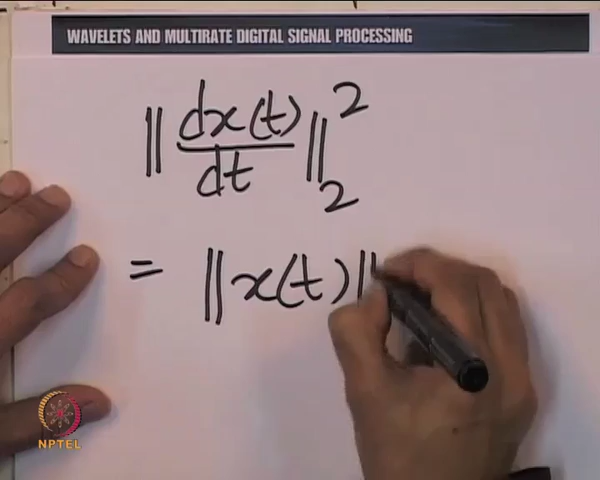 WAVELETS AND MULTIRATE DIGITAL SIGNAL PROCESSING
‖dx(t)/dt‖₂²
= ‖x(t)‖
NPTEL